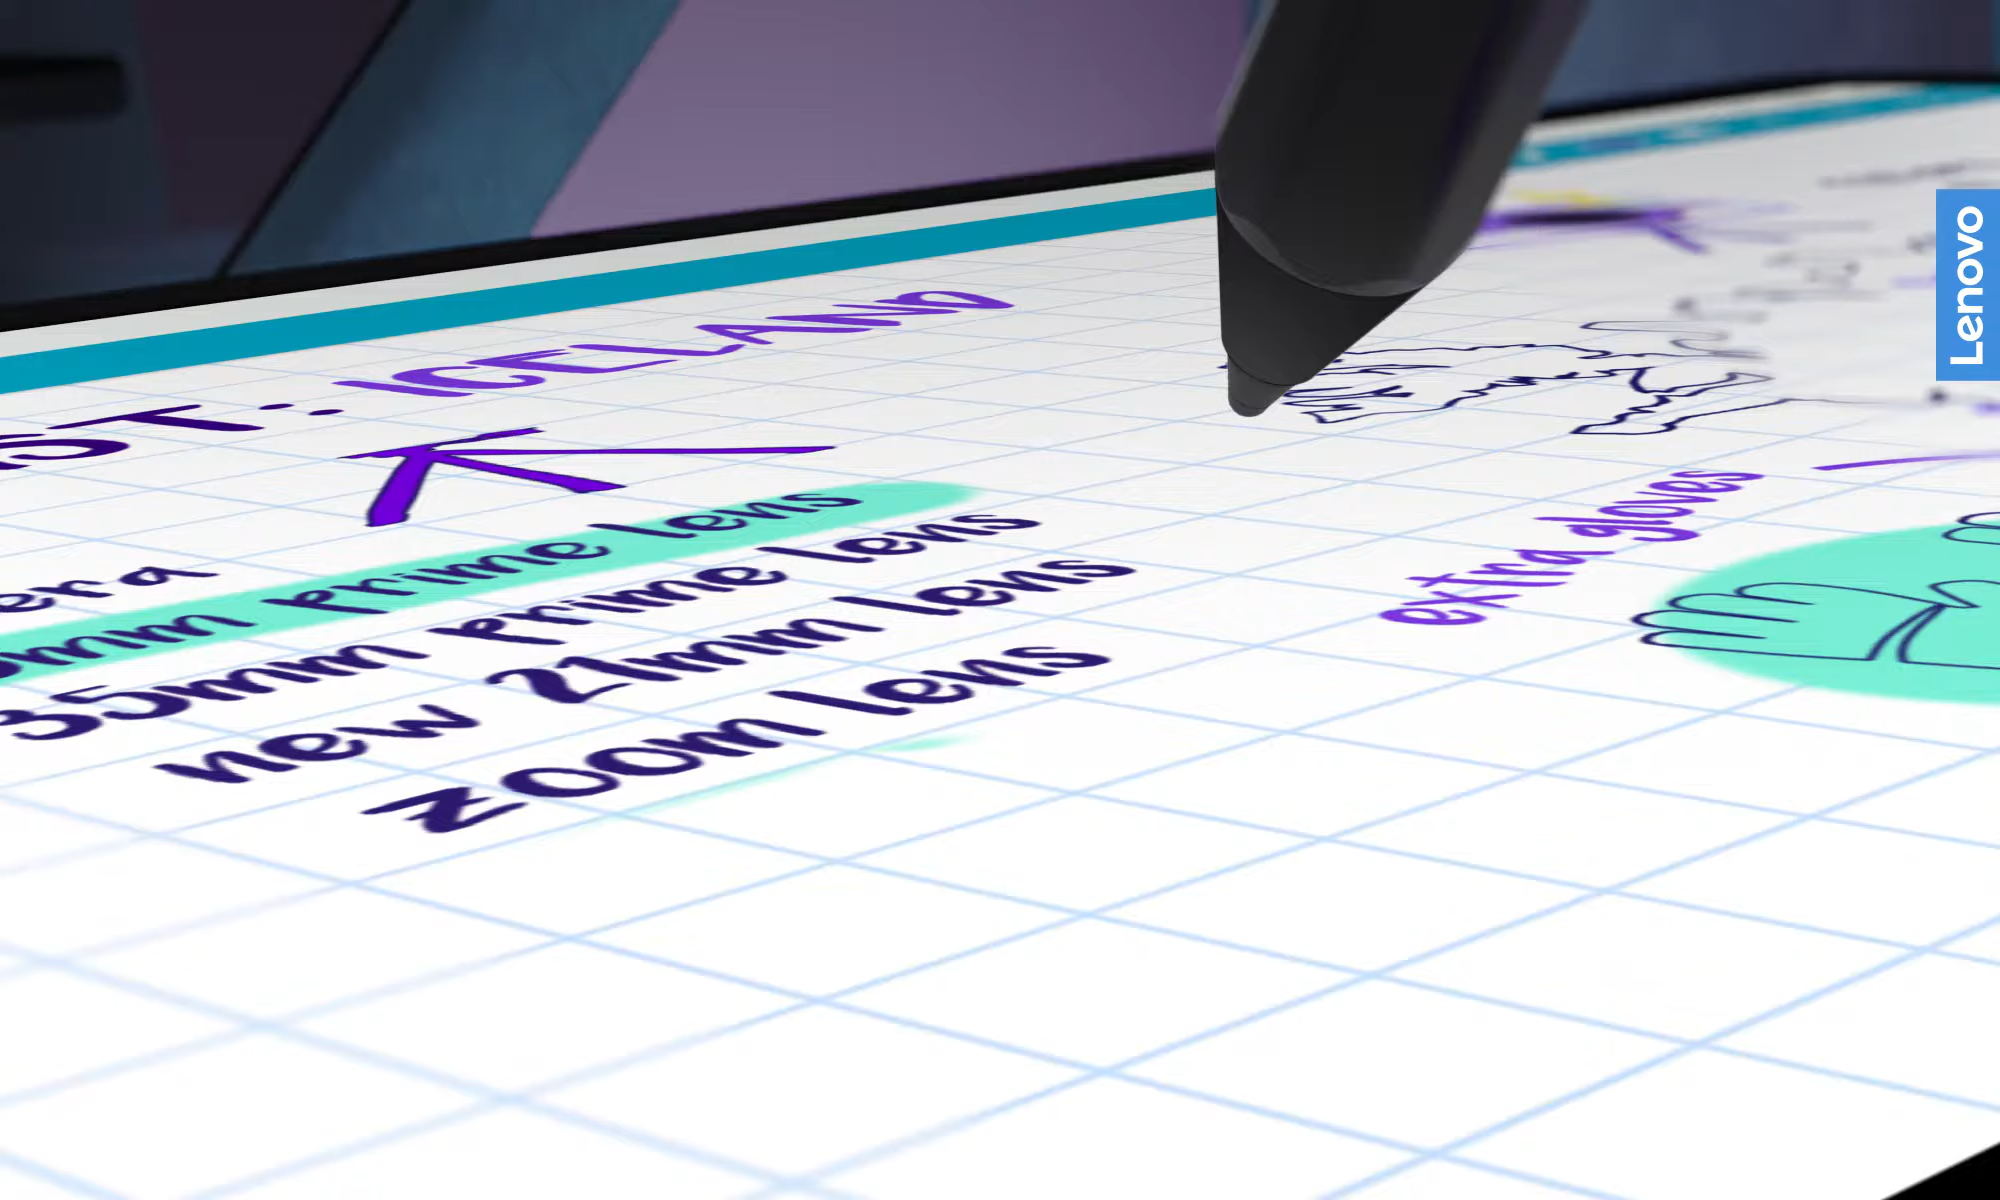 ST: ICELAND
era
mm prime lens
35mm prime lens
new 21mm lens
zoom lens
extra gloves
Lenovo